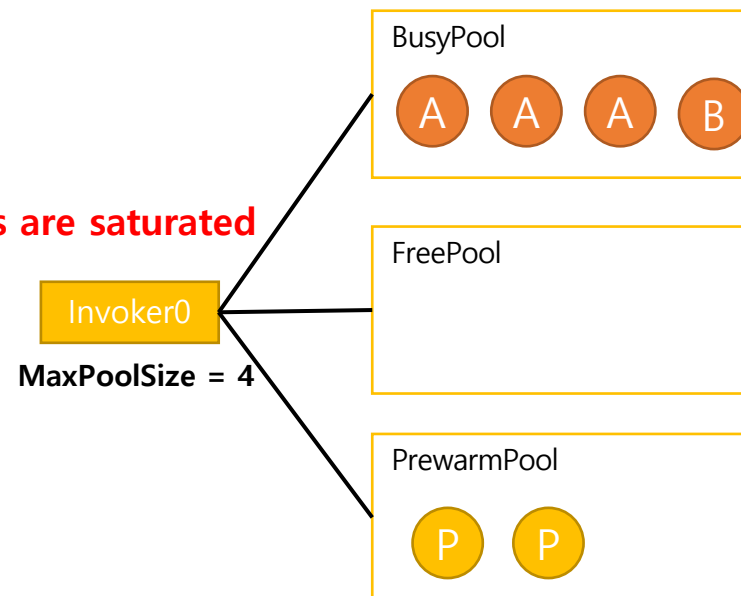 BusyPool
A A A B
s are saturated
FreePool
Invoker0
MaxPoolSize = 4
PrewarmPool
P P